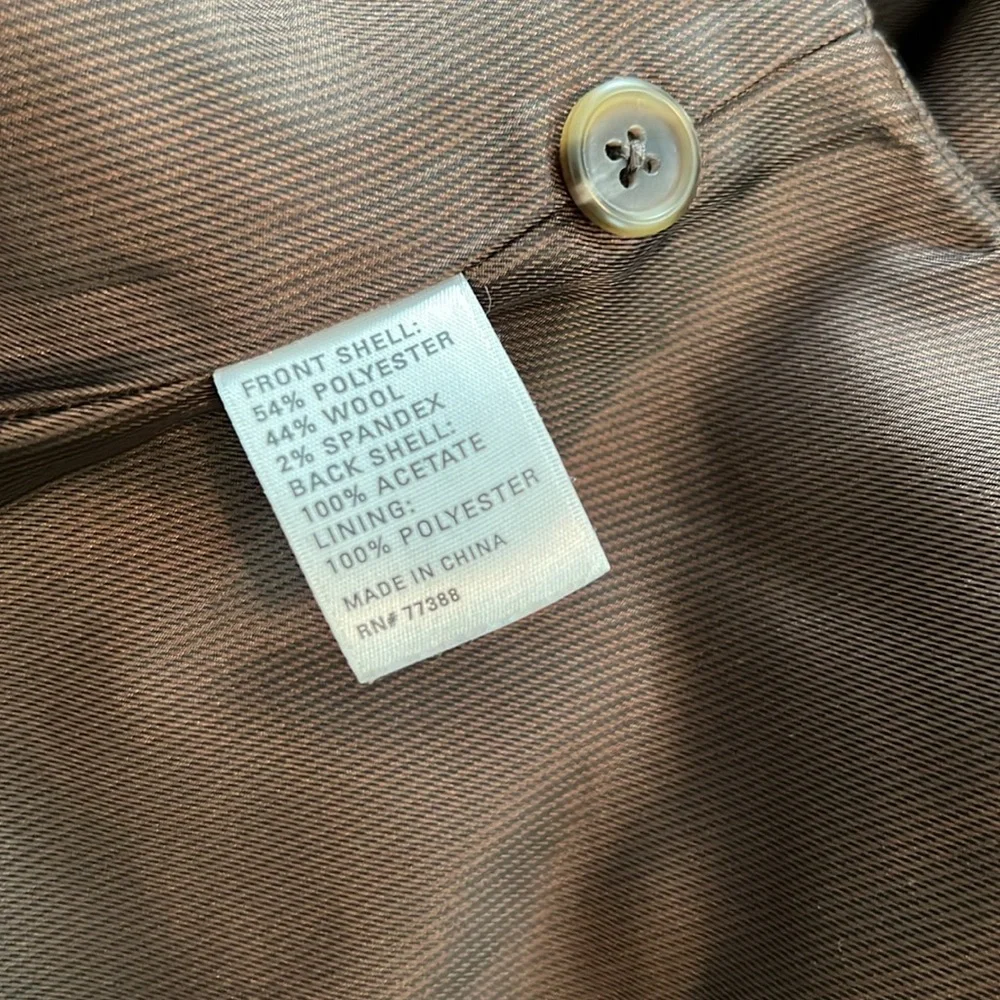 FRONT SHELL:
54% POLYESTER
44% WOOL
2% SPANDEX
BACK SHELL:
100% ACETATE
LINING:
100% POLYESTER
MADE IN CHINA
RN# 77388